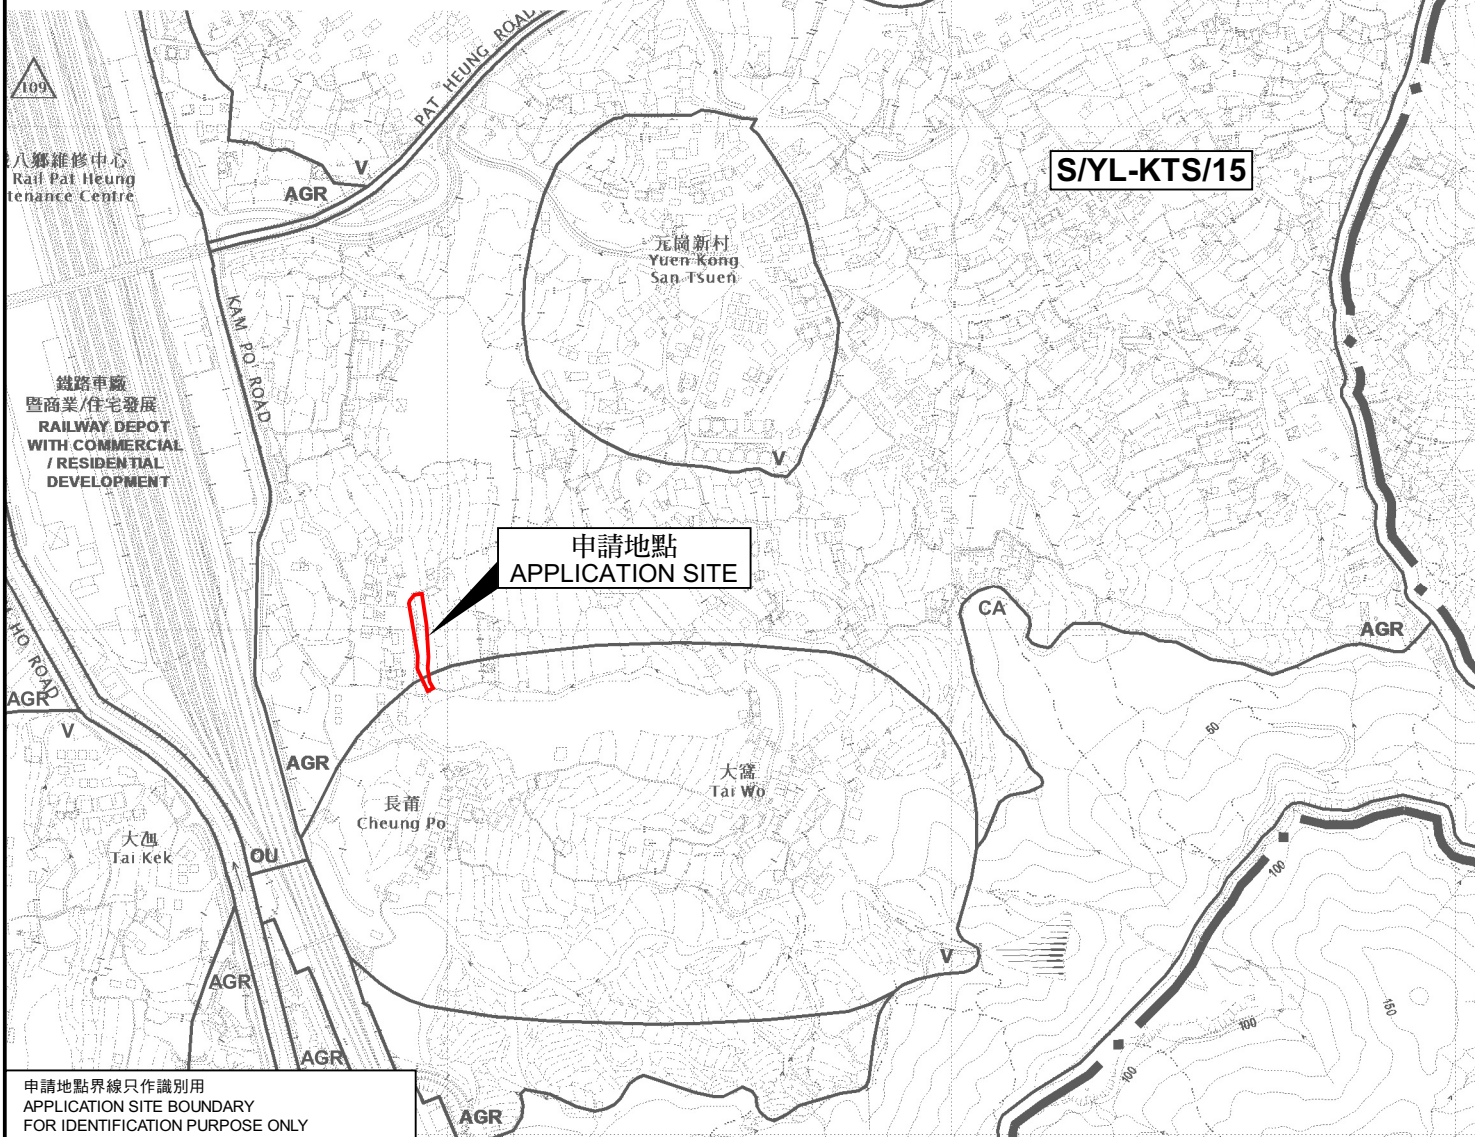 109
八鄉維修中心
Rail Pat Heung
tenance Centre
PAT HEUNG ROAD
V
AGR
S/YL-KTS/15
元崗新村
Yuen Kong
San Tsuen
V
KAM PO ROAD
鐵路車廠
暨商業/住宅發展
RAILWAY DEPOT
WITH COMMERCIAL
/ RESIDENTIAL
DEVELOPMENT
申請地點
APPLICATION SITE
CA
AGR
HO ROAD
AGR
V
AGR
50
大窩
Tai Wo
長莆
Cheung Po
Tai Kek
OU
100
V
AGR
150
100
100
AGR
AGR
申請地點界線只作識別用
APPLICATION SITE BOUNDARY
FOR IDENTIFICATION PURPOSE ONLY